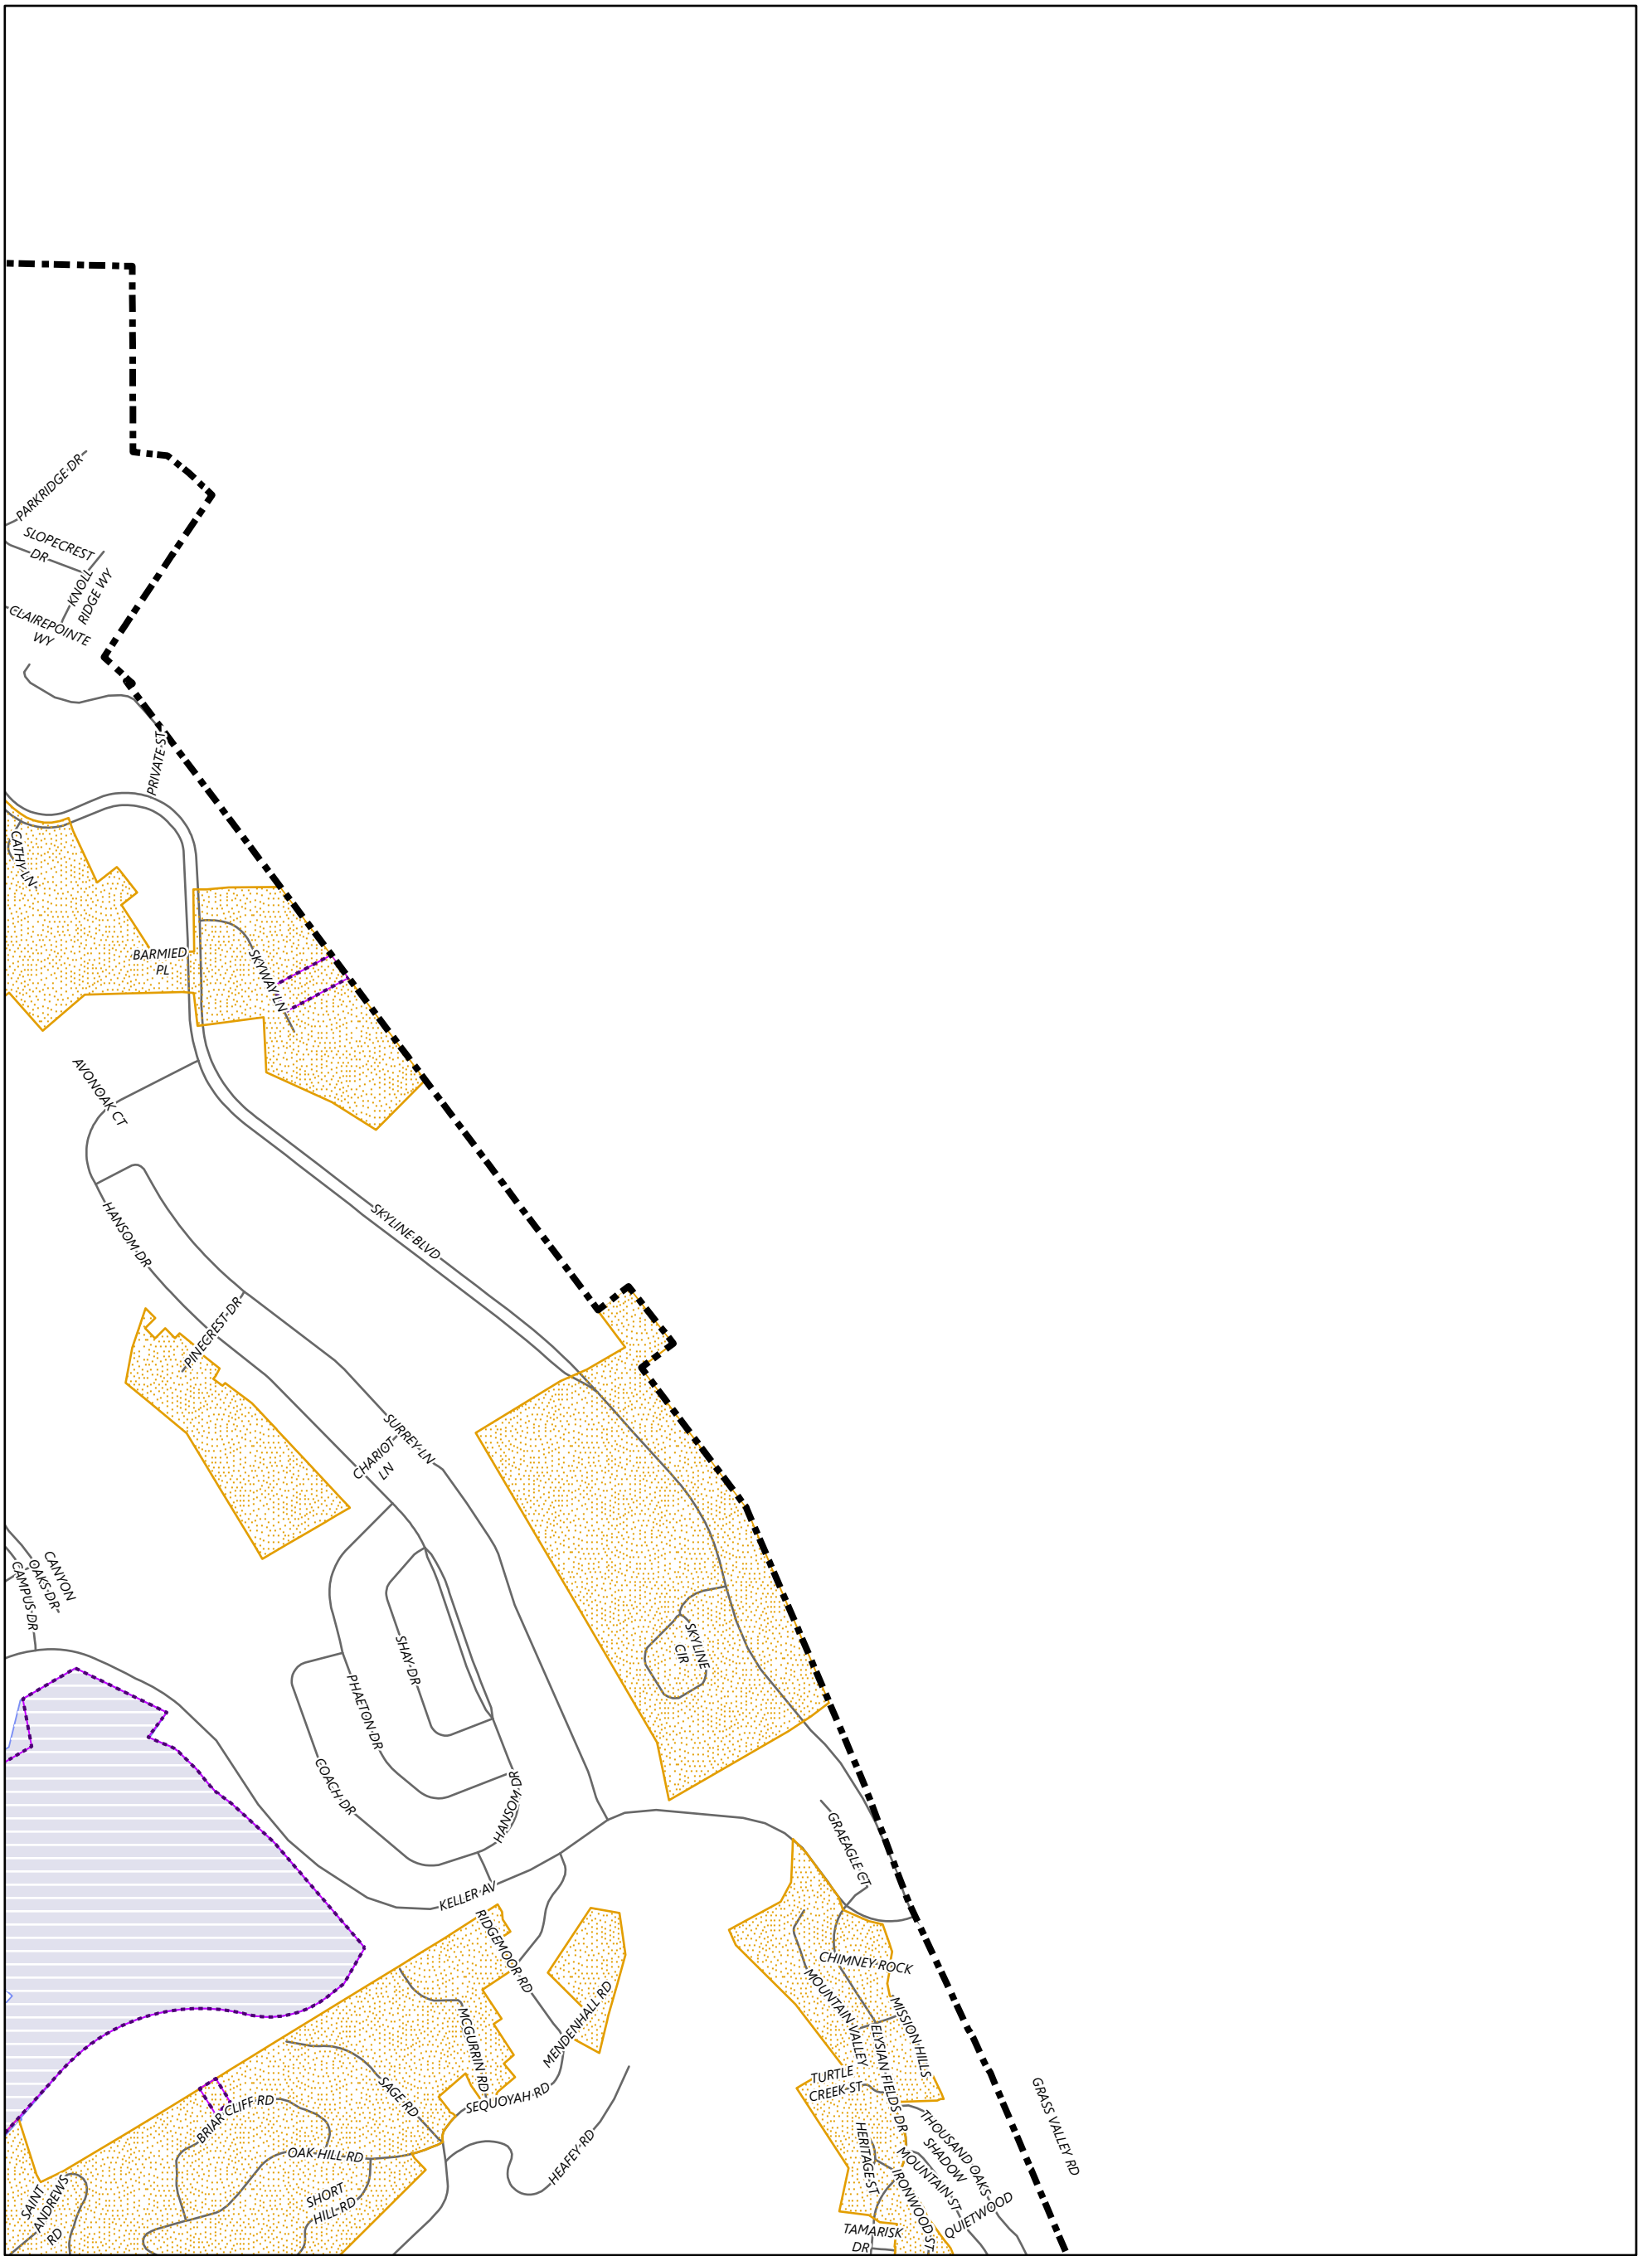 PARKRIDGE DR
SLOPECREST
DR
KNOLL
RIDGE WY
CLAIREPOINTE
WY
PRIVATE ST
CATHY LN
BARMIED
PL
SKYWAY LN
AVONOAK CT
HANSOM DR
SKYLINE BLVD
PINECREST DR
SURREY LN
CHARIOT
LN
CANYON
OAKS DR
CAMPUS DR
SHAY DR
SKYLINE
CIR
PHAETON DR
COACH DR
HANSOM DR
GRAEAGLE CT
KELLER AV
RIDGEMOOR RD
CHIMNEY ROCK
MOUNTAIN VALLEY
MISSION HILLS
MENDENHALL RD
MCGURRIN RD
ELYSIAN FIELDS DR
TURTLE
CREEK ST
SAGE RD
SEQUOYAH RD
BRIAR CLIFF RD
GRASS VALLEY RD
OAK HILL RD
HEAFEY RD
HERITAGE ST
THOUSAND OAKS
SHADOW
MOUNTAIN ST
IRONWOOD ST
QUIETWOOD
SAINT
ANDREWS
RD
SHORT
HILL RD
TAMARISK
DR